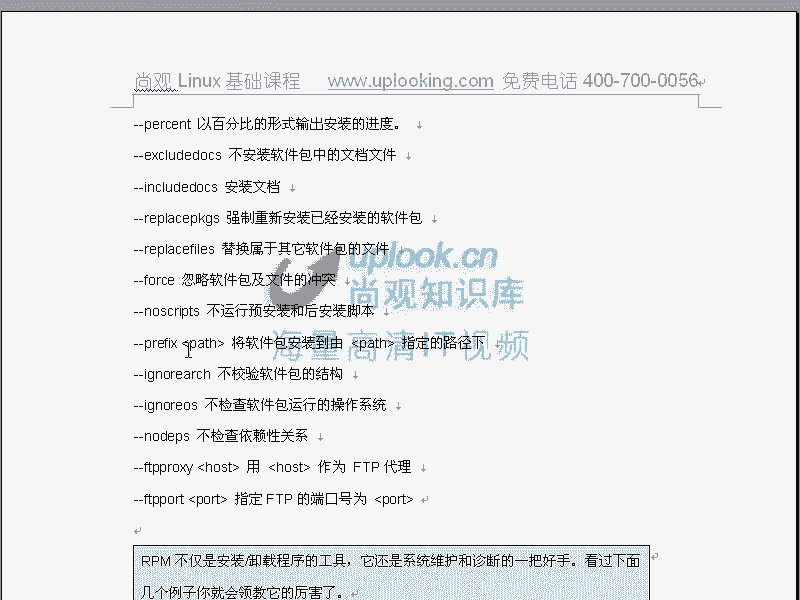 尚观 Linux 基础课程 www.uplooking.com 免费电话 400-700-0056
--percent 以百分比的形式输出安装的进度。
--excludedocs 不安装软件包中的文档文件
--includedocs 安装文档
--replacepkgs 强制重新安装已经安装的软件包
--replacefiles 替换属于其它软件包的文件
uplook.cn
--force 忽略软件包及文件的冲突
尚观知识库
--noscripts 不运行预安装和后安装脚本
--prefix <path> 将软件包安装到由 <path> 指定的路径下
海量高清IT视频
--ignorearch 不校验软件包的结构
--ignoreos 不检查软件包运行的操作系统
--nodeps 不检查依赖性关系
--ftpproxy <host> 用 <host> 作为 FTP 代理
--ftpport <port> 指定 FTP 的端口号为 <port>
RPM 不仅是安装/卸载程序的工具，它还是系统维护和诊断的一把好手。看过下面
几个例子你就会领教它的厉害了。